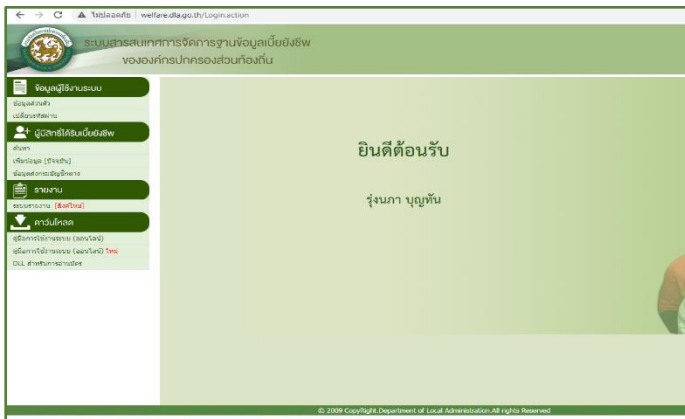 ไม่ปลอดภัย | welfare.dla.go.th/Login.action
ระบบสารสนเทศการจัดการฐานข้อมูลเบี้ยยังชีพ
ขององค์กรปกครองส่วนท้องถิ่น
ข้อมูลผู้ใช้งานระบบ
ข้อมูลส่วนตัว
เปลี่ยนรหัสผ่าน
ผู้มีสิทธิ์ได้รับเบี้ยยังชีพ
ค้นหา
เพิ่มข้อมูล [ปัจจุบัน]
ข้อมูลส่งกรมบัญชีกลาง
รายงาน
ระบบรายงาน [ลิงค์ใหม่]
ดาวน์โหลด
คู่มือการใช้งานระบบ (ออนไลน์)
คู่มือการใช้งานระบบ (ออนไลน์) ใหม่
DLL สำหรับการอ่านบัตร
ยินดีต้อนรับ
รุ่งนภา บุญทัน
© 2009 CopyRight.Department of Local Administration.All rights Reserved